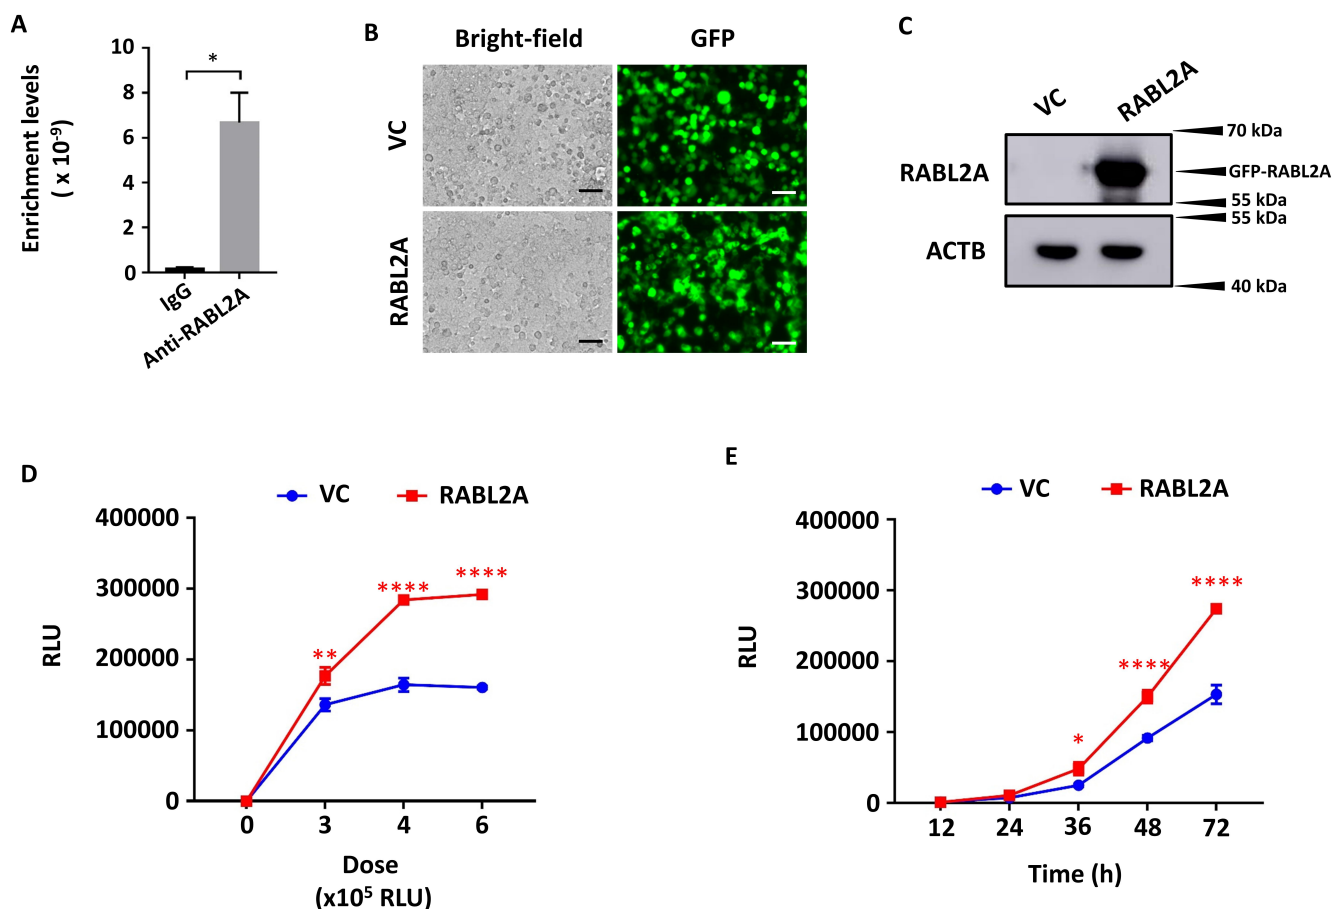 A
10
8
6
4
2
0
Enrichment levels
( x 10⁻⁹)
*
IgG
Anti-RABL2A
B
Bright-field
GFP
VC
RABL2A
C
VC
RABL2A
RABL2A
ACTB
70 kDa
GFP-RABL2A
55 kDa
55 kDa
40 kDa
D
VC
RABL2A
400000
300000
200000
100000
0
RLU
**
****
****
0 3 4 6
Dose
(x10⁵ RLU)
E
VC
RABL2A
400000
300000
200000
100000
0
RLU
*
****
****
12 24 36 48 72
Time (h)